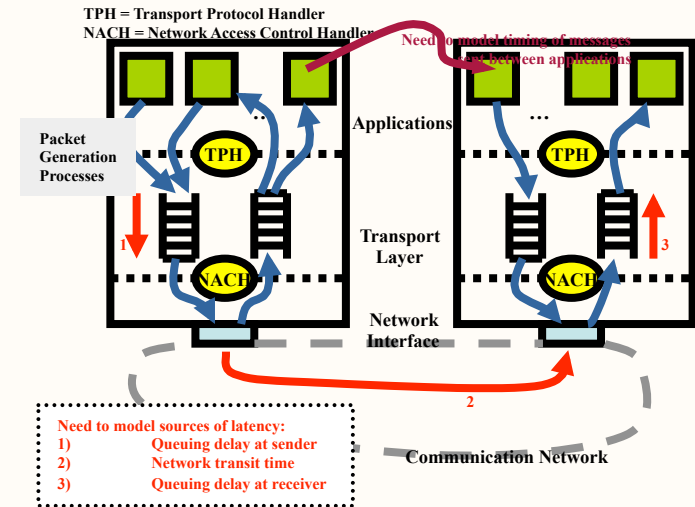 TPH = Transport Protocol Handler
NACH = Network Access Control Handler
Need to model timing of messages
sent between applications
...
...
Applications
Packet
Generation
Processes
TPH
TPH
1
Transport
Layer
3
NACH
NACH
Network
Interface
2
Need to model sources of latency:
1) Queuing delay at sender
2) Network transit time
3) Queuing delay at receiver
Communication Network